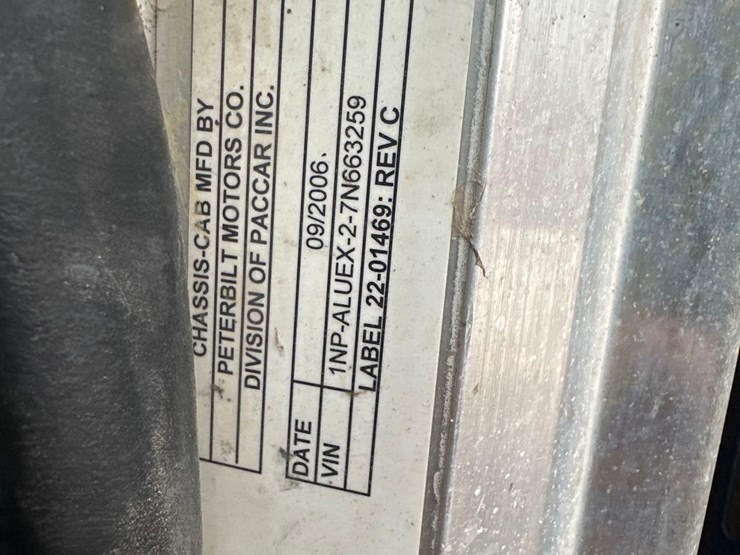 CHASSIS-CAB MFD BY
PETERBILT MOTORS CO.
DIVISION OF PACCAR INC.
DATE 09/2006
VIN 1NP-ALUEX-2-7N663259
LABEL 22-01469: REV C